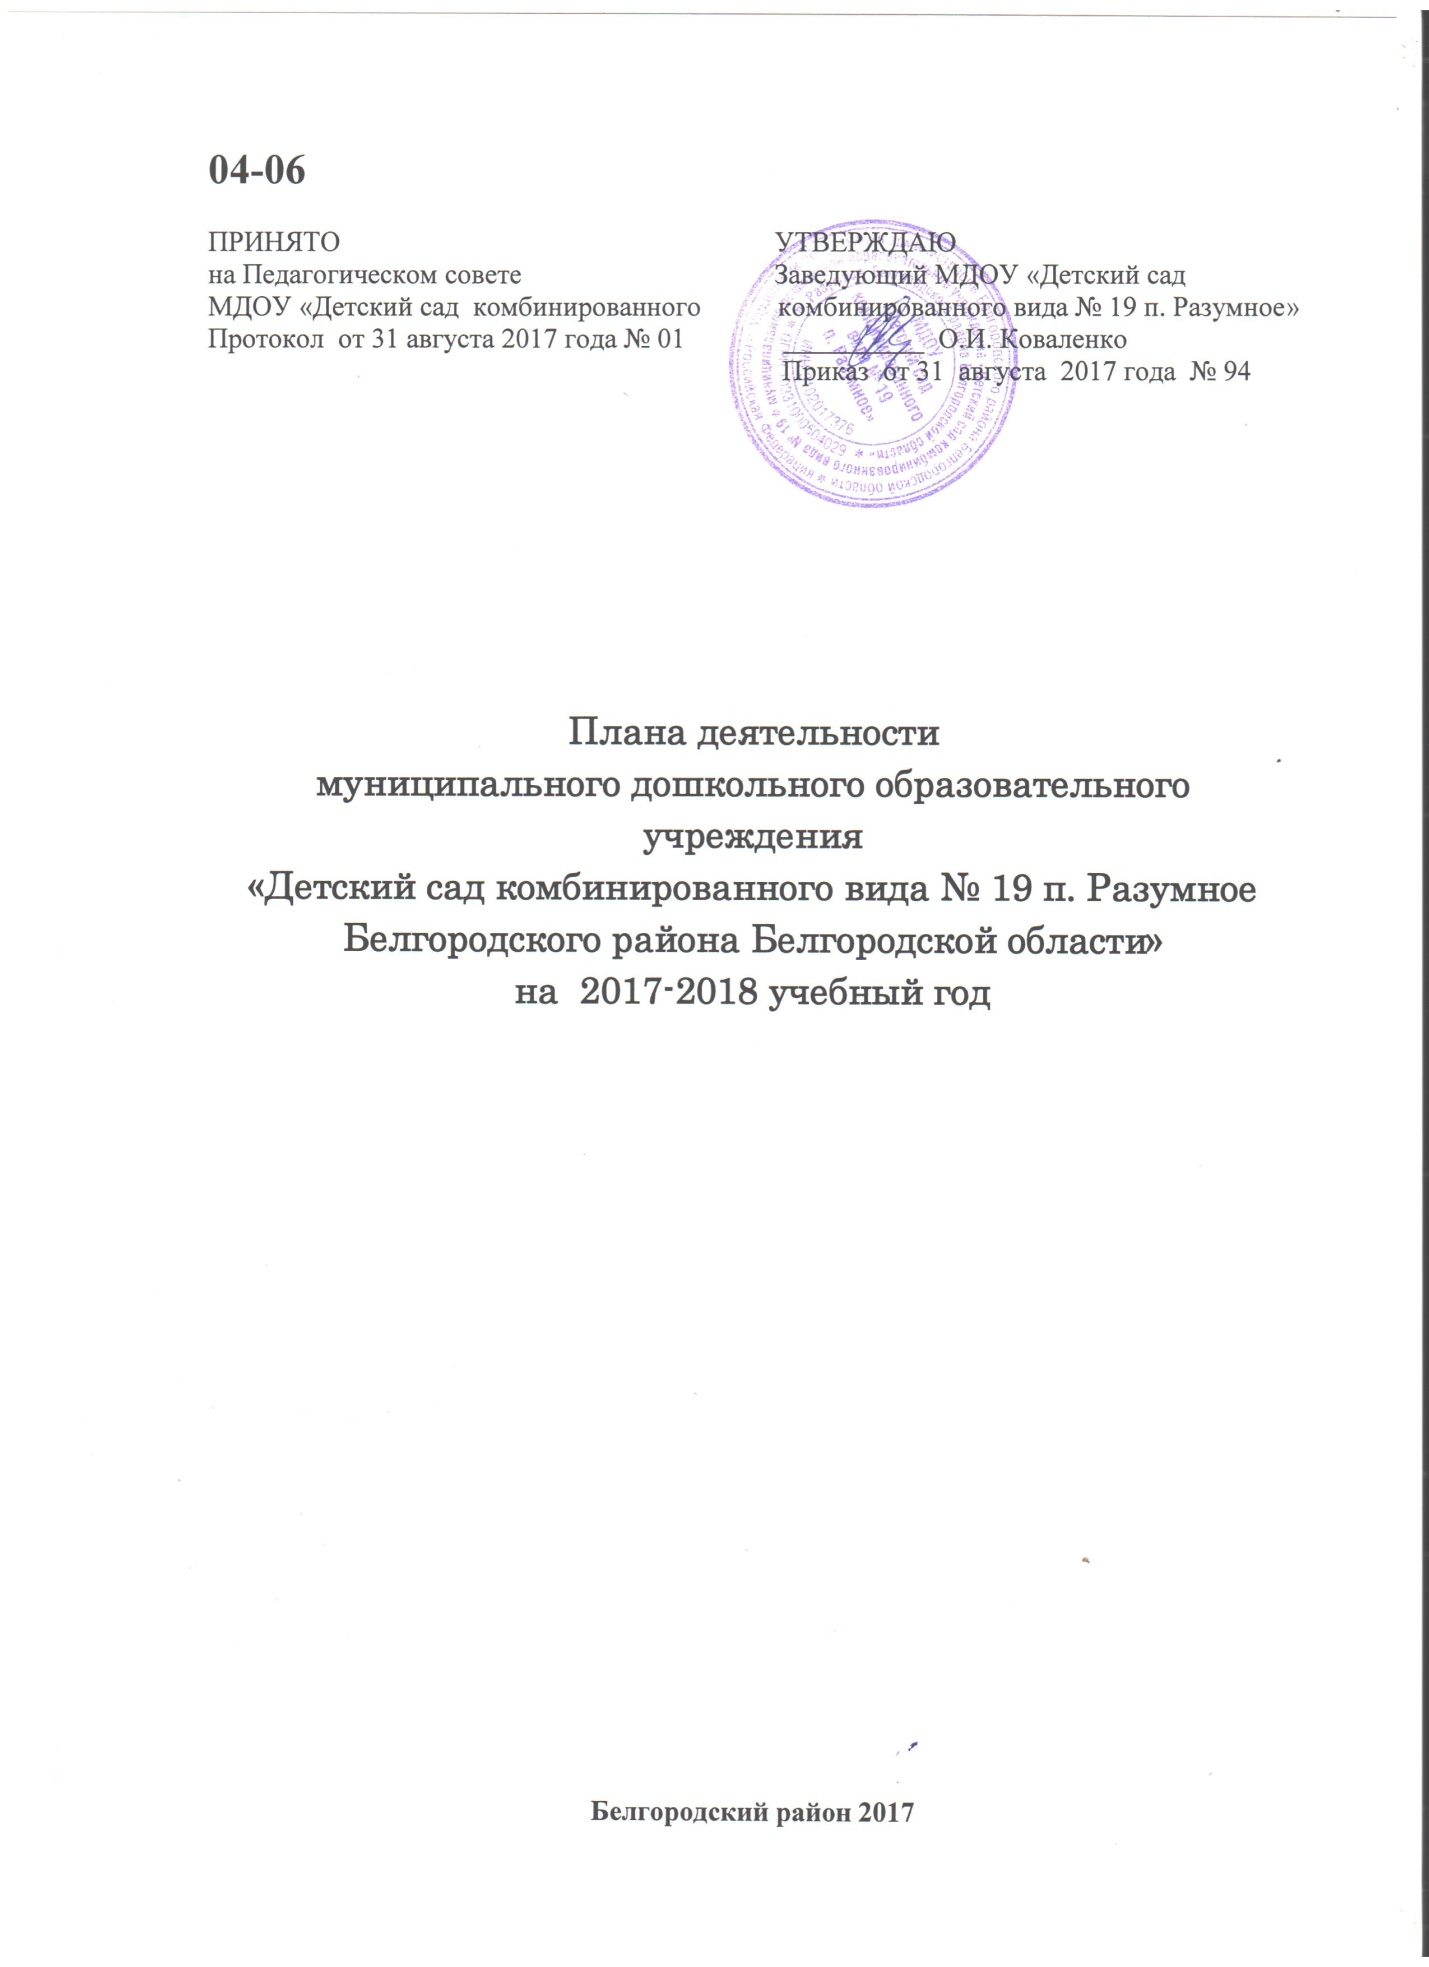 04-06
ПРИНЯТО
на Педагогическом совете
МДОУ «Детский сад комбинированного
Протокол от 31 августа 2017 года № 01
УТВЕРЖДАЮ
Заведующий МДОУ «Детский сад
комбинированного вида № 19 п. Разумное»
О.И. Коваленко
Приказ от 31 августа 2017 года № 94
Плана деятельности
муниципального дошкольного образовательного
учреждения
«Детский сад комбинированного вида № 19 п. Разумное
Белгородского района Белгородской области»
на 2017-2018 учебный год
Белгородский район 2017